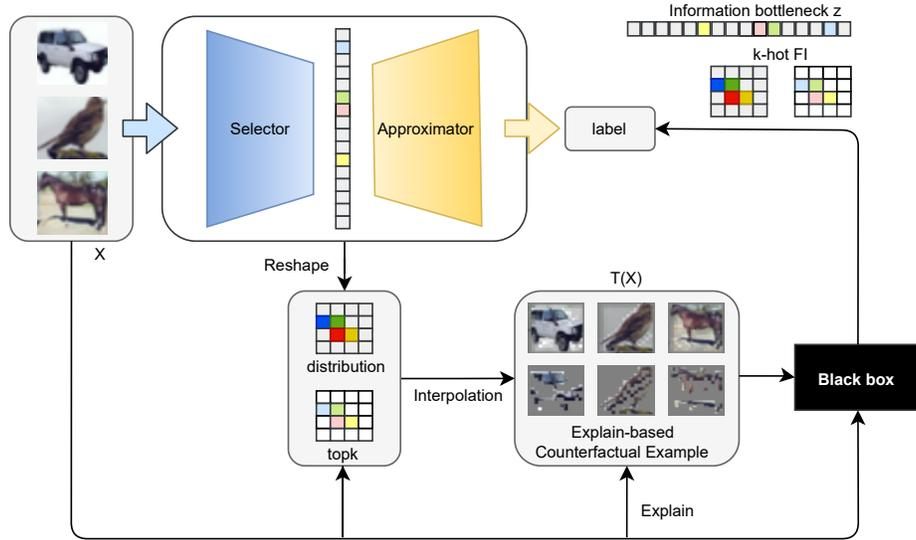 Information bottleneck z
k-hot FI
Selector
Approximator
label
X
Reshape
T(X)
distribution
topk
Interpolation
Explain-based
Counterfactual Example
Black box
Explain